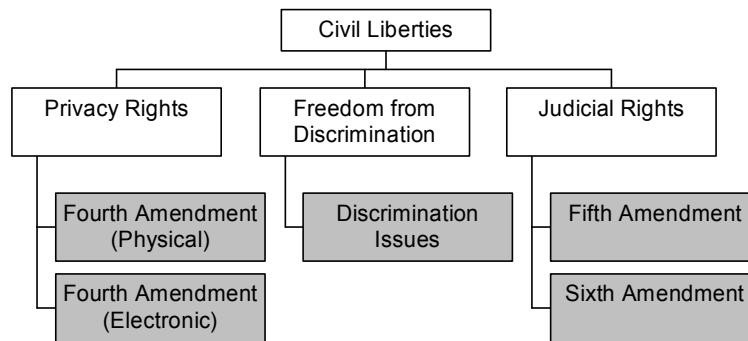 Civil Liberties
Privacy Rights
Freedom from
Discrimination
Judicial Rights
Fourth Amendment
(Physical)
Fourth Amendment
(Electronic)
Discrimination
Issues
Fifth Amendment
Sixth Amendment